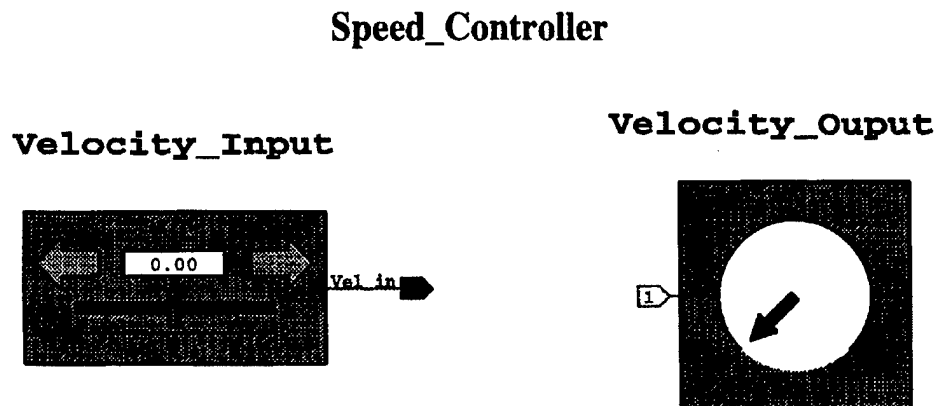 Speed_Controller
Velocity_Input
Velocity_Ouput
0.00
Vel_in
1